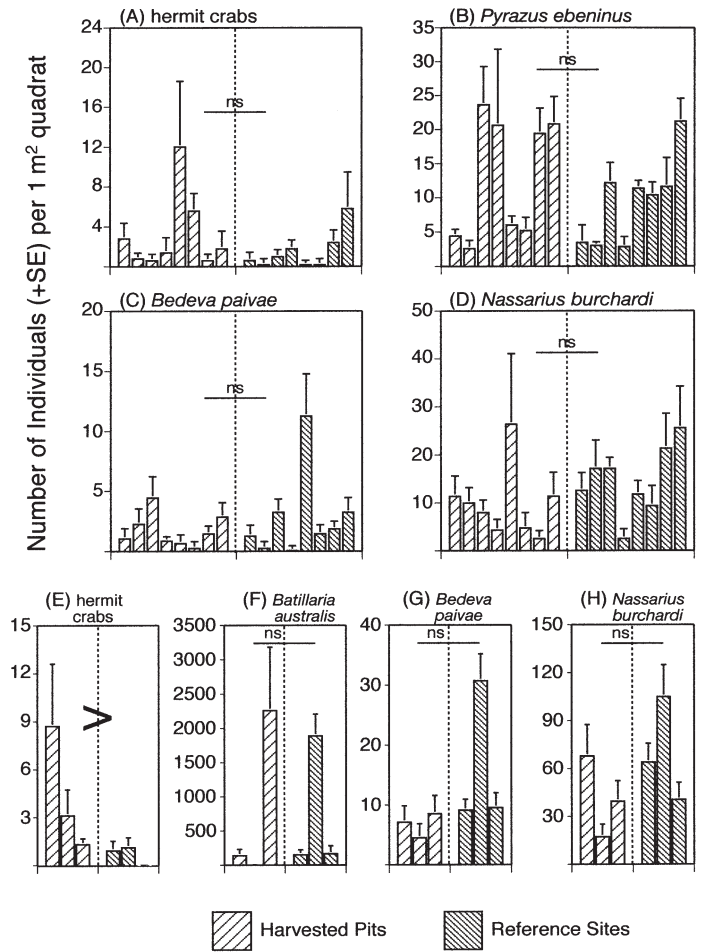 (A) hermit crabs
24
20
16
12
8
4
ns
(B) Pyrazus ebeninus
35
30
25
20
15
10
5
ns
Number of Individuals (+SE) per 1 m² quadrat
(C) Bedeva paivae
20
15
10
5
ns
(D) Nassarius burchardi
50
40
30
20
10
ns
(E) hermit
crabs
15
12
9
6
3
>
(F) Batillaria
australis
3500
3000
2500
2000
1500
1000
500
ns
(G) Bedeva
paivae
40
30
20
10
ns
(H) Nassarius
burchardi
150
120
90
60
30
ns
Harvested Pits
Reference Sites